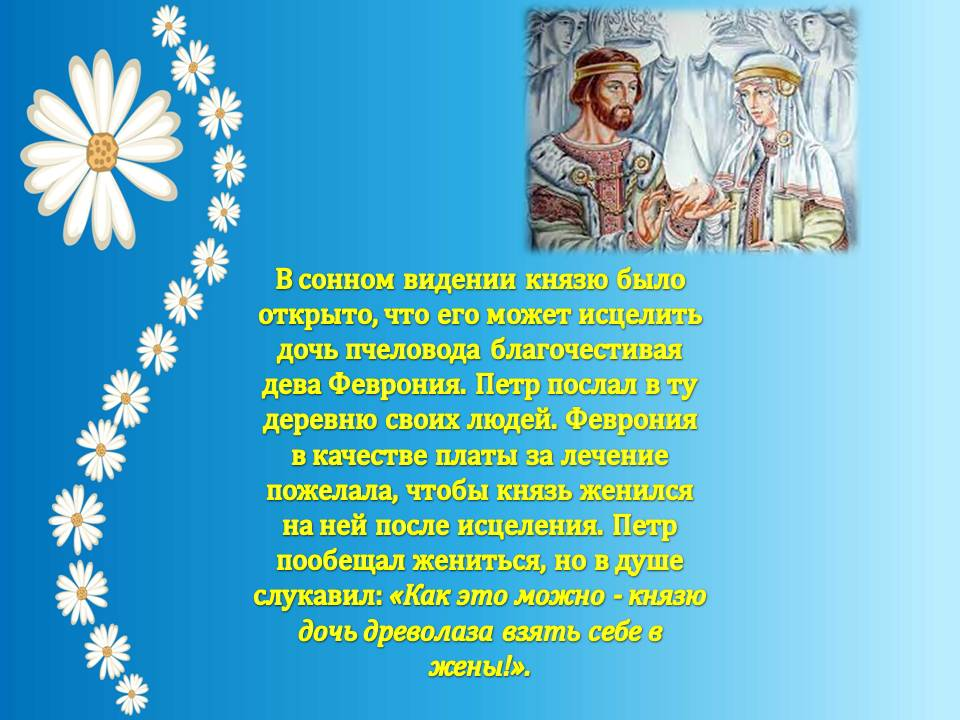 В сонном видении князю было
открыто, что его может исцелить
дочь пчеловода благочестивая
дева Феврония. Петр послал в ту
деревню своих людей. Феврония
в качестве платы за лечение
пожелала, чтобы князь женился
на ней после исцеления. Петр
пообещал жениться, но в душе
слукавил: «Как это можно - князю
дочь древолаза взять себе в
жены!».